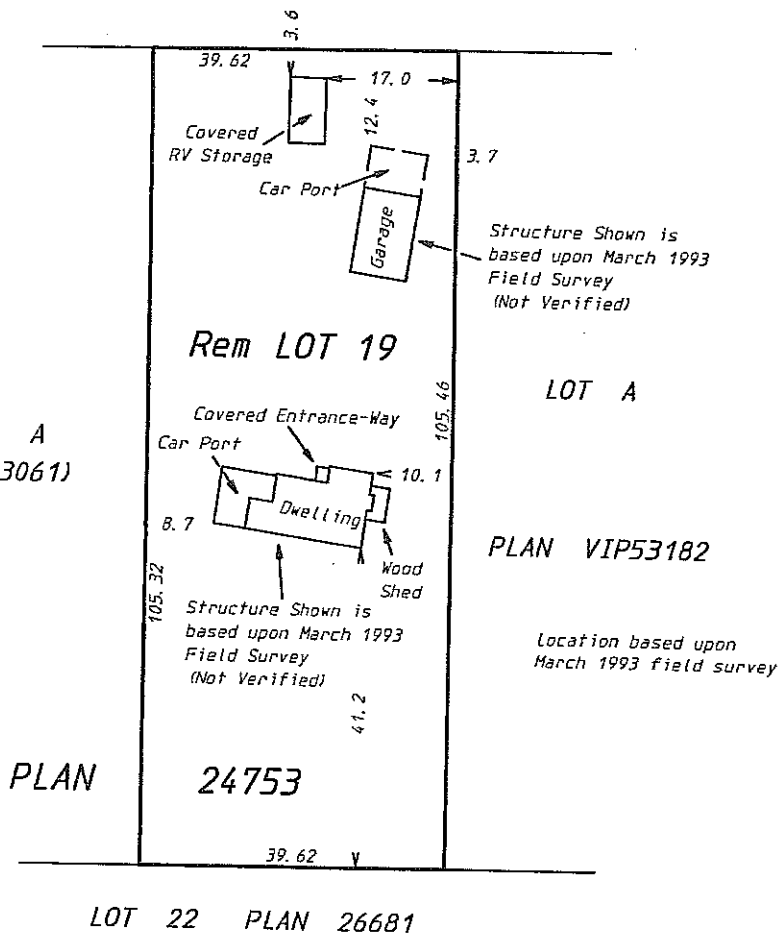 3.6
39.62
17.0
12.4
Covered
RV Storage
3.7
Car Port
Garage
Structure Shown is
based upon March 1993
Field Survey
(Not Verified)
Rem LOT 19
LOT A
105.46
Covered Entrance-Way
A
Car Port
3061)
10.1
Dwelling
8.7
PLAN VIP53182
Wood
Shed
105.32
Structure Shown is
based upon March 1993
Field Survey
(Not Verified)
Location based upon
March 1993 field survey
41.2
PLAN 24753
39.62
LOT 22 PLAN 26681